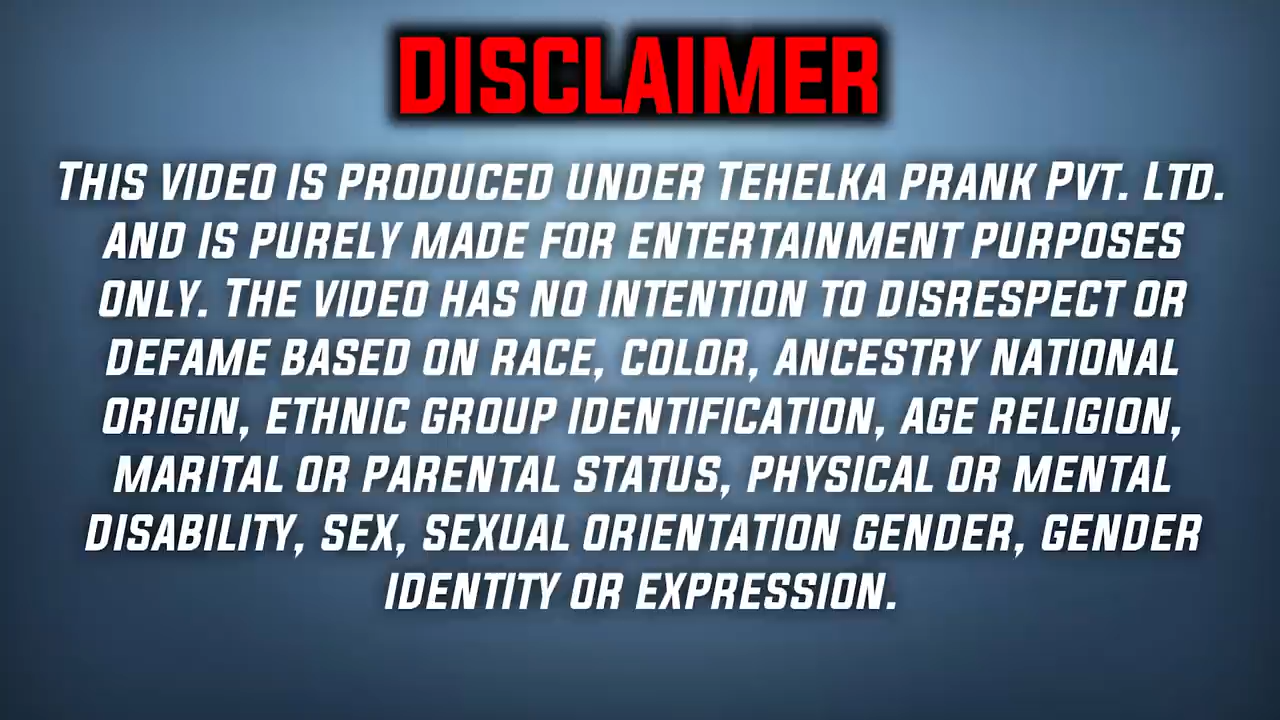 DISCLAIMER
THIS VIDEO IS PRODUCED UNDER TEHELKA PRANK PVT. LTD.
AND IS PURELY MADE FOR ENTERTAINMENT PURPOSES
ONLY. THE VIDEO HAS NO INTENTION TO DISRESPECT OR
DEFAME BASED ON RACE, COLOR, ANCESTRY NATIONAL
ORIGIN, ETHNIC GROUP IDENTIFICATION, AGE RELIGION,
MARITAL OR PARENTAL STATUS, PHYSICAL OR MENTAL
DISABILITY, SEX, SEXUAL ORIENTATION GENDER, GENDER
IDENTITY OR EXPRESSION.